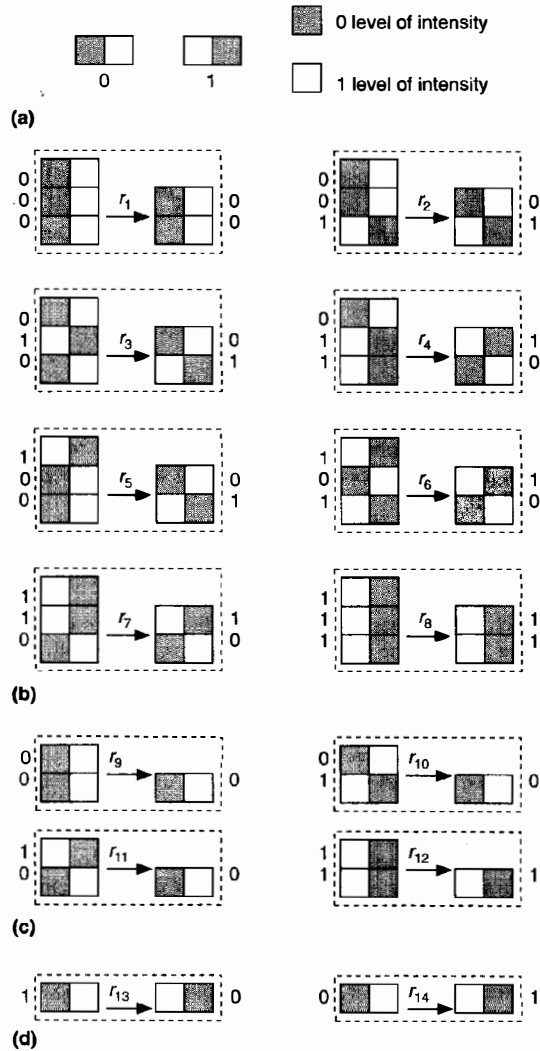 0 level of intensity
0 1
1 level of intensity
(a)
0 0 0 r1 0 0
0 0 1 r2 0 1
0 1 0 r3 0 1
0 1 1 r4 1 0
1 0 0 r5 0 1
1 0 1 r6 1 0
1 1 0 r7 1 0
1 1 1 r8 1 1
(b)
0 0 r9 0
0 1 r10 0
1 0 r11 0
1 1 r12 1
(c)
1 r13 0
0 r14 1
(d)